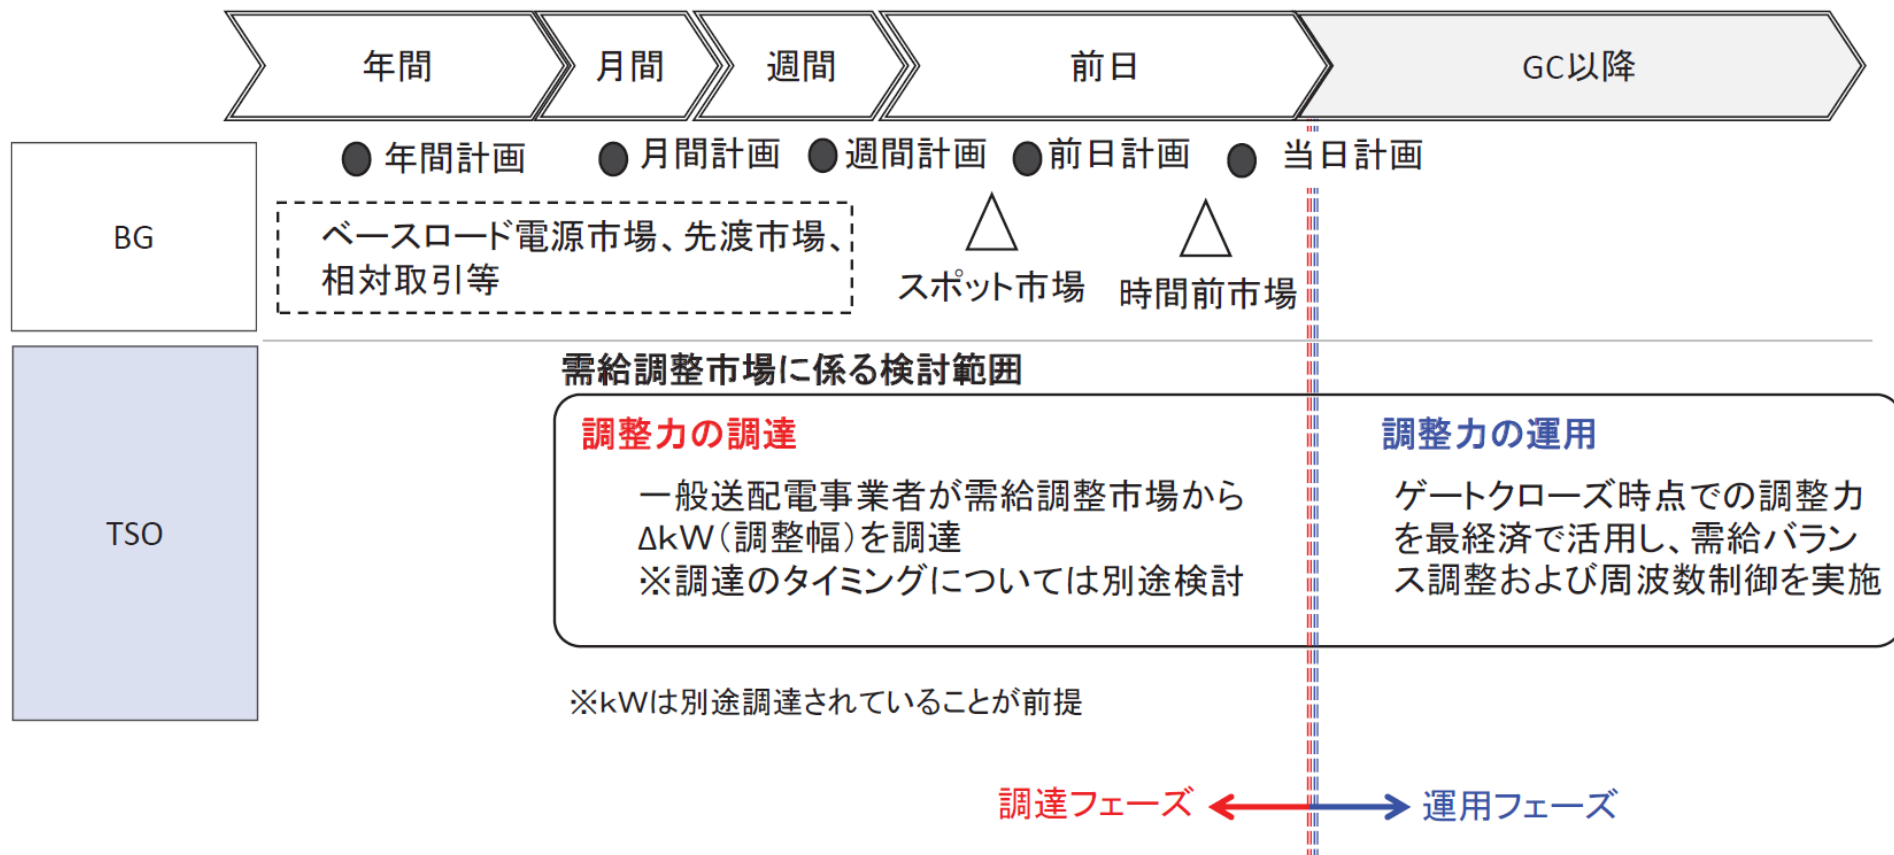 年間
月間
週間
前日
GC以降
BG
年間計画
月間計画
週間計画
前日計画
当日計画
ベースロード電源市場、先渡市場、
相対取引等
スポット市場
時間前市場
TSO
需給調整市場に係る検討範囲
調整力の調達
一般送配電事業者が需給調整市場から
ΔkW(調整幅)を調達
※調達のタイミングについては別途検討
調整力の運用
ゲートクローズ時点での調整力
を最経済で活用し、需給バラン
ス調整および周波数制御を実施
※kWは別途調達されていることが前提
調達フェーズ
運用フェーズ